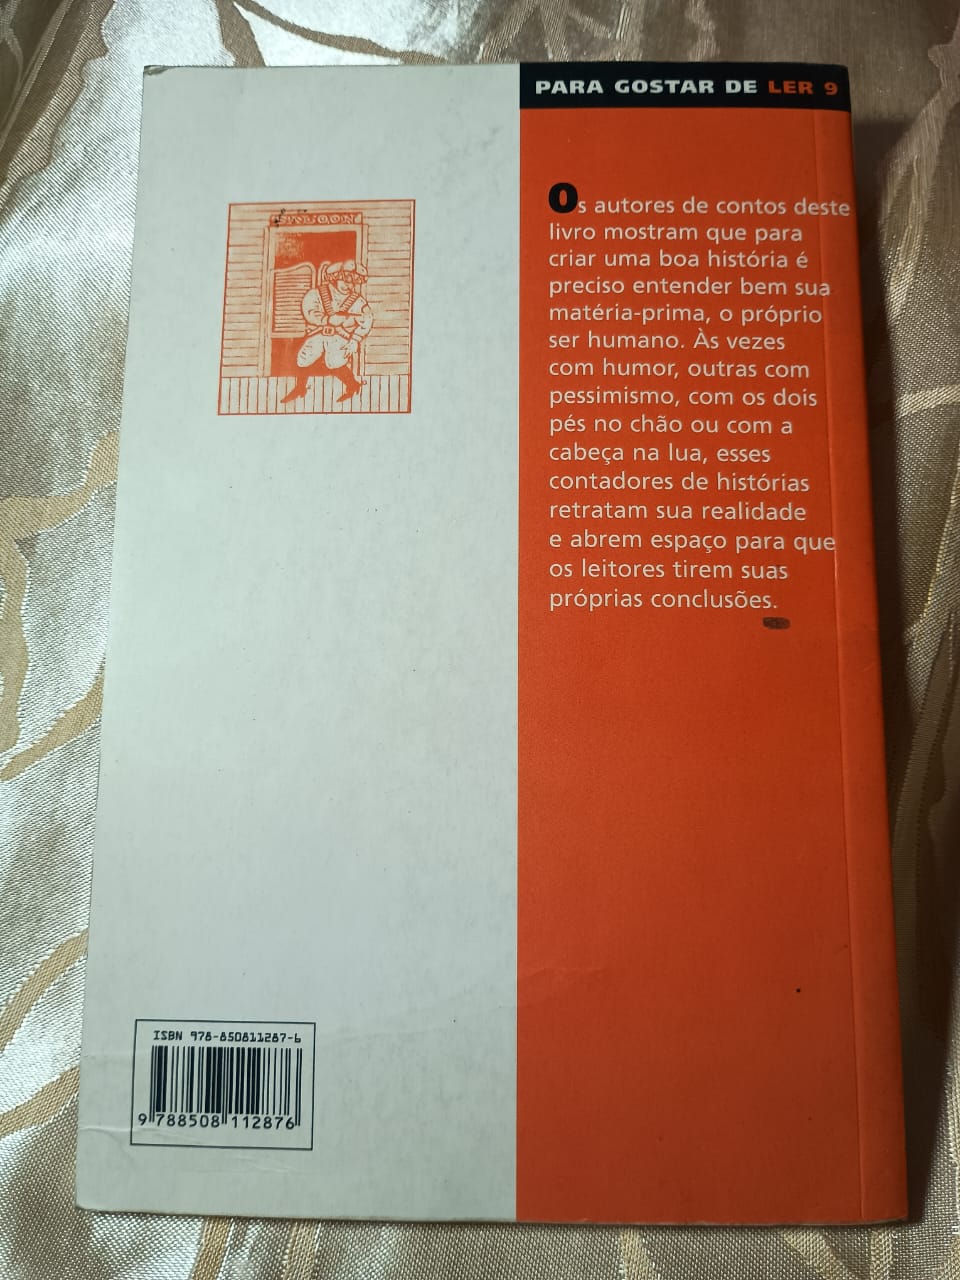 PARA GOSTAR DE LER 9
SALOON
Os autores de contos deste
livro mostram que para
criar uma boa história é
preciso entender bem sua
matéria-prima, o próprio
ser humano. Às vezes
com humor, outras com
pessimismo, com os dois
pés no chão ou com a
cabeça na lua, esses
contadores de histórias
retratam sua realidade
e abrem espaço para que
os leitores tirem suas
próprias conclusões.
ISBN 978-850811287-6
9 788508 112876